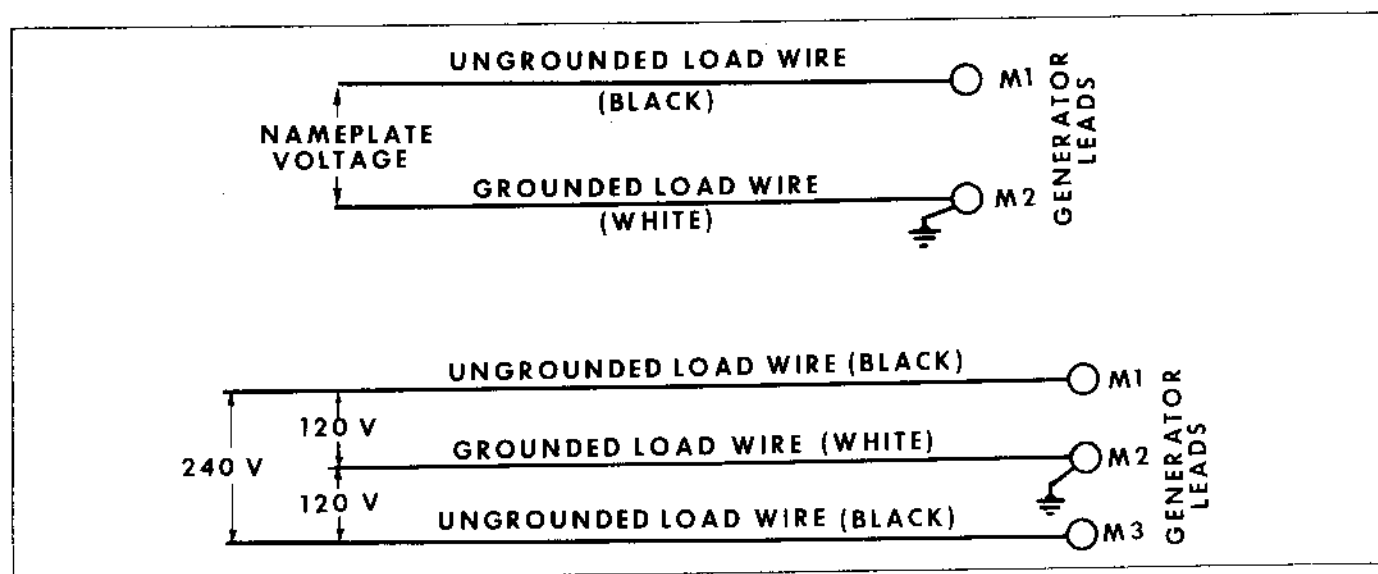 UNGROUNDED LOAD WIRE
(BLACK)
M1
NAMEPLATE
VOLTAGE
GENERATOR
LEADS
GROUNDED LOAD WIRE
(WHITE)
M2
UNGROUNDED LOAD WIRE (BLACK)
M1
120 V
GROUNDED LOAD WIRE (WHITE)
M2
240 V
120 V
GENERATOR
LEADS
UNGROUNDED LOAD WIRE (BLACK)
M3